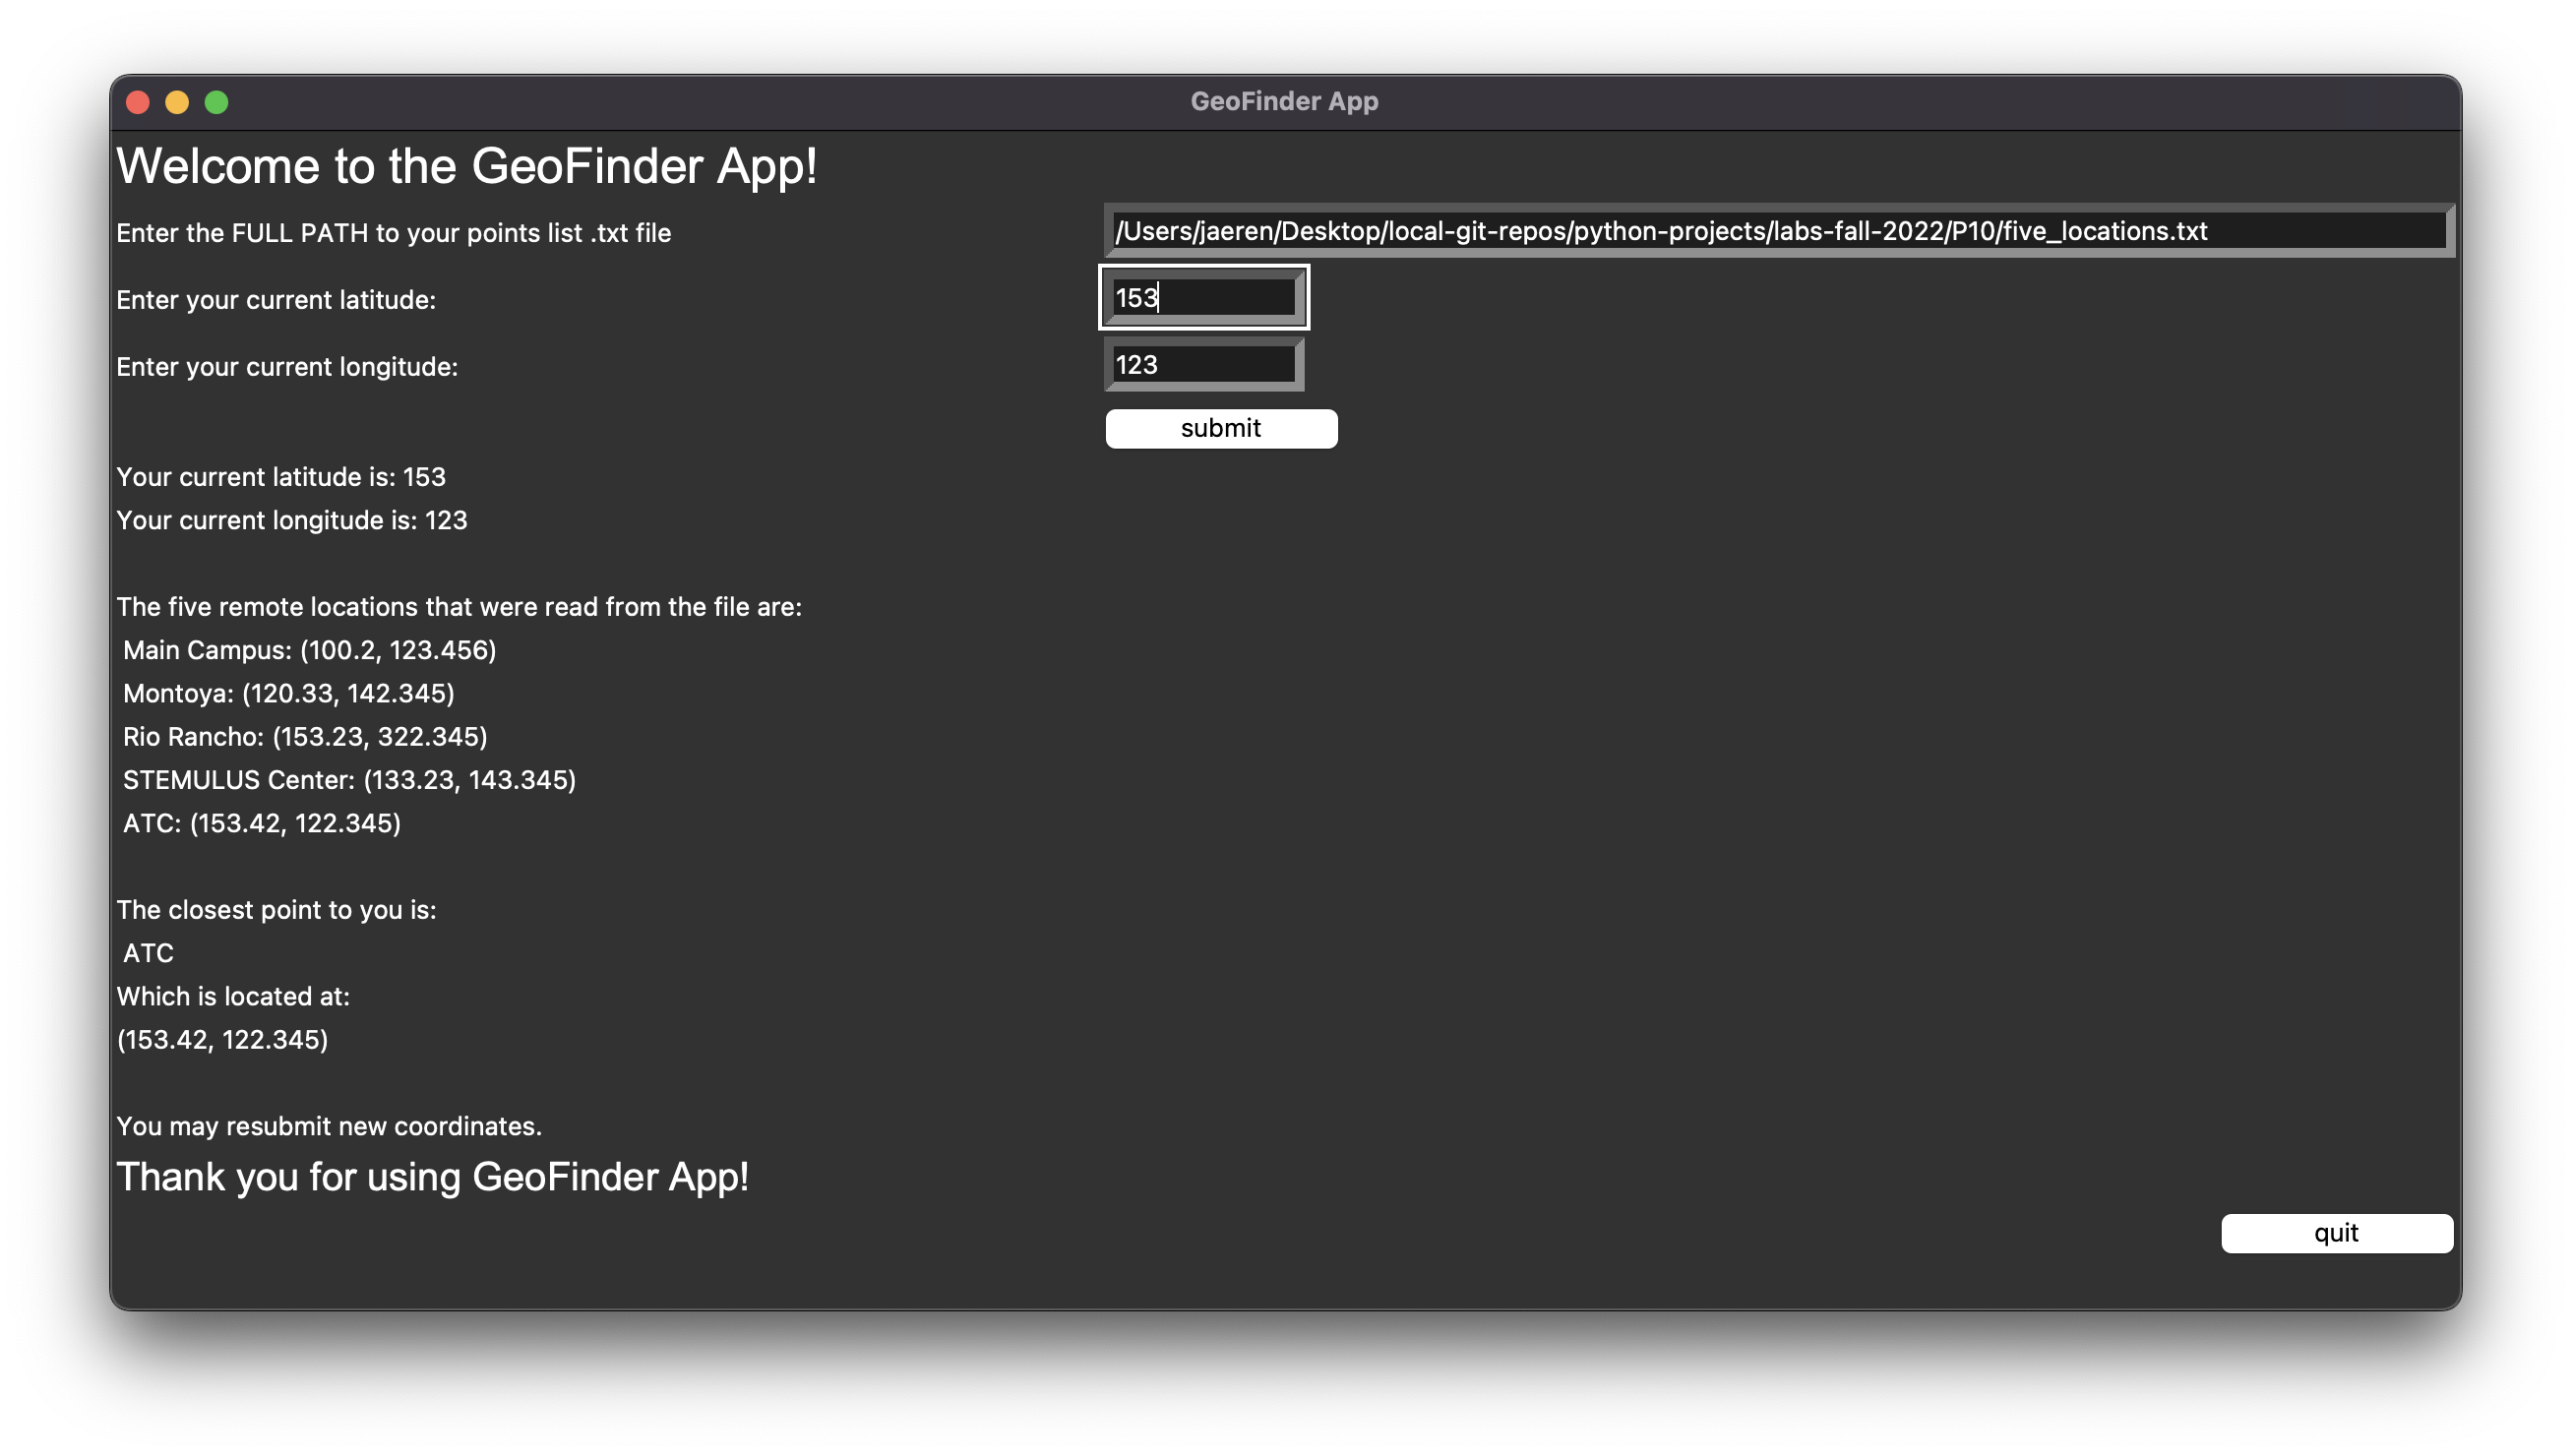 GeoFinder App
Welcome to the GeoFinder App!
Enter the FULL PATH to your points list .txt file
/Users/jaeren/Desktop/local-git-repos/python-projects/labs-fall-2022/P10/five_locations.txt
Enter your current latitude:
153
Enter your current longitude:
123
submit
Your current latitude is: 153
Your current longitude is: 123
The five remote locations that were read from the file are:
Main Campus: (100.2, 123.456)
Montoya: (120.33, 142.345)
Rio Rancho: (153.23, 322.345)
STEMULUS Center: (133.23, 143.345)
ATC: (153.42, 122.345)
The closest point to you is:
ATC
Which is located at:
(153.42, 122.345)
You may resubmit new coordinates.
Thank you for using GeoFinder App!
quit